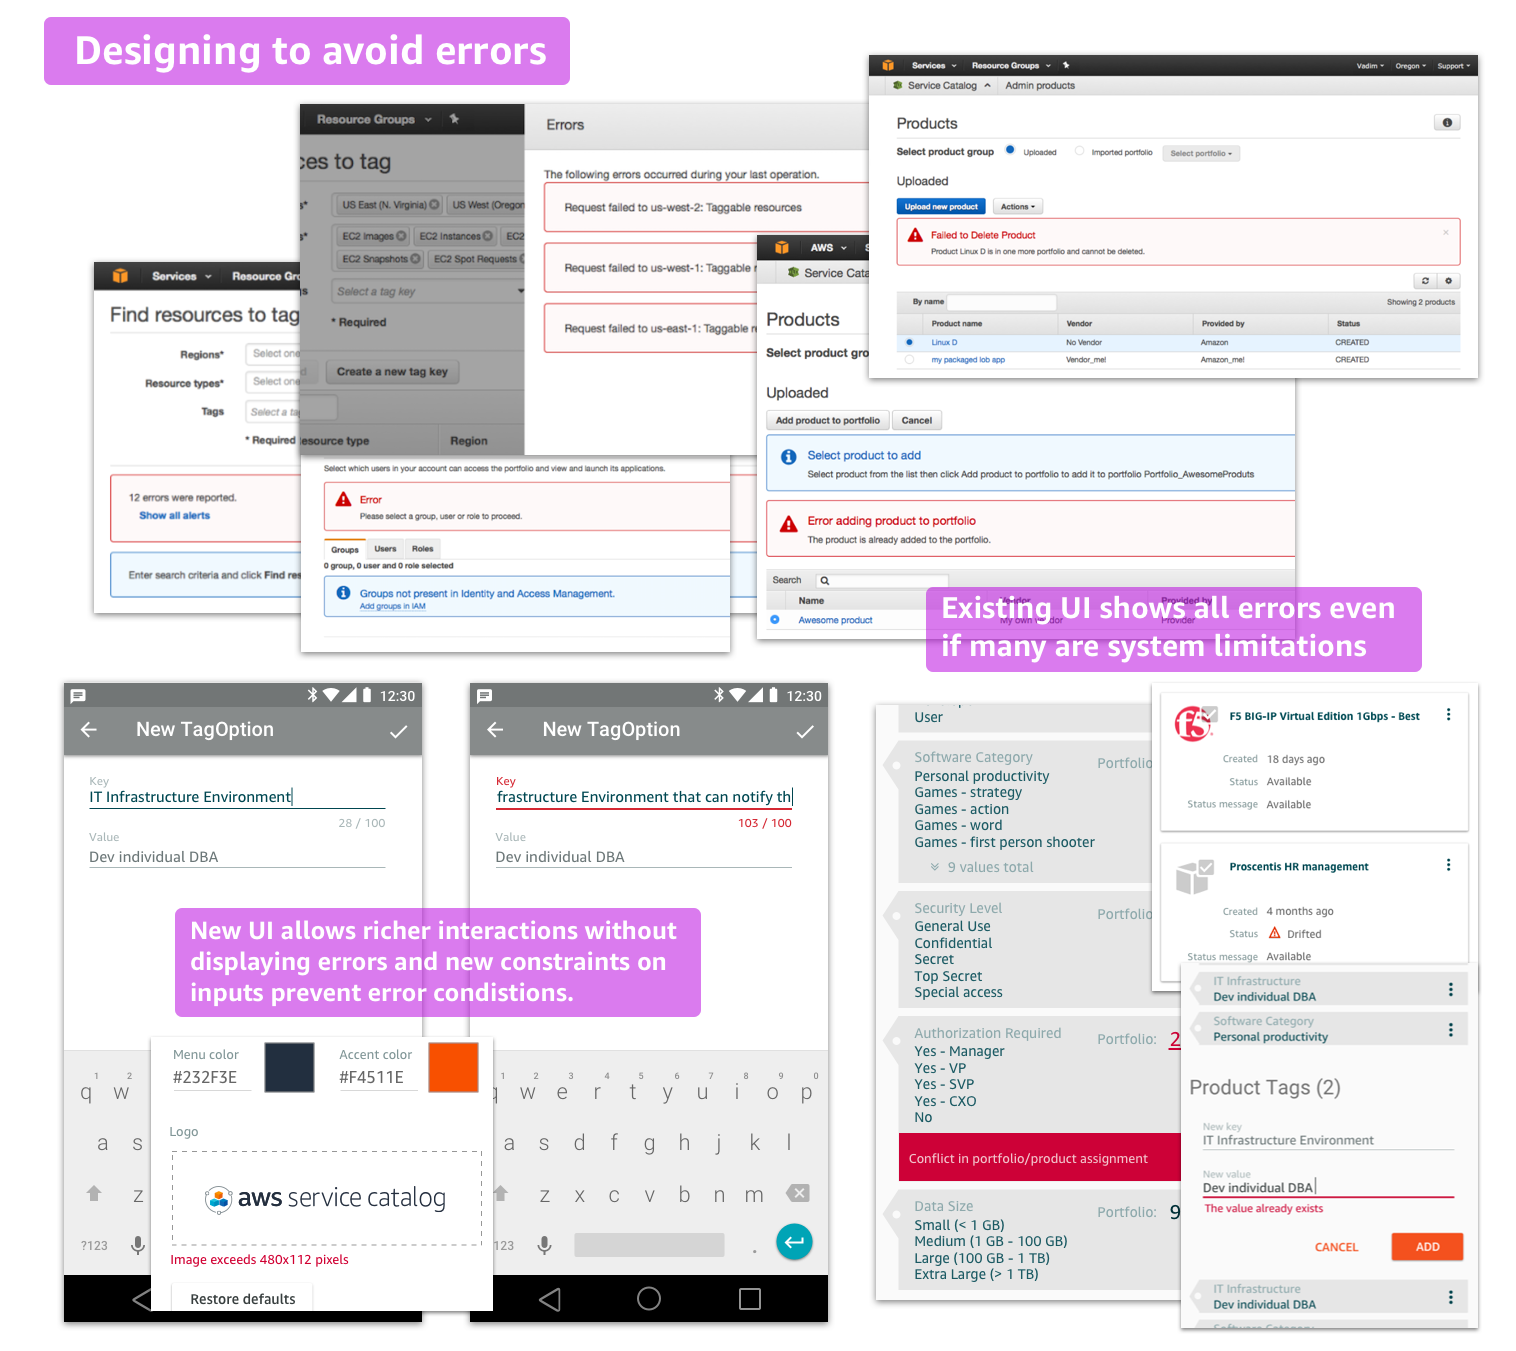 Designing to avoid errors
Services
Resource Groups
Vadim
Oregon
Support
Service Catalog
Admin products
Products
Select product group
Uploaded
Imported portfolio
Select portfolio
Uploaded
Upload new product
Actions
Failed to Delete Product
Product Linux D is in one more portfolio and cannot be deleted.
By name
Showing 2 products
Product name
Vendor
Provided by
Status
Linux D
No Vendor
Amazon
CREATED
my packaged lob app
Vendor_me!
Amazon_me!
CREATED
Resource Groups
ces to tag
US East (N. Virginia)
US West (Oregon
EC2 Images
EC2 Instances
EC2
EC2 Snapshots
EC2 Spot Requests
Select a tag key
* Required
Create a new tag key
esource type
Region
Errors
The following errors occurred during your last operation.
Request failed to us-west-2: Taggable resources
Request failed to us-west-1: Taggable r
Request failed to us-east-1: Taggable re
Services
Resource Gr
Find resources to tag
Regions*
Select one
Resource types*
Select one
Tags
Select a ta
* Required
12 errors were reported.
Show all alerts
Enter search criteria and click Find res
Select which users in your account can access the portfolio and view and launch its applications.
Error
Please select a group, user or role to proceed.
Groups
Users
Roles
0 group, 0 user and 0 role selected
Groups not present in Identity and Access Management.
Add groups in IAM
AWS
S
Service Cata
Products
Select product gro
Uploaded
Add product to portfolio
Cancel
Select product to add
Select product from the list then click Add product to portfolio to add it to portfolio Portfolio_AwesomeProduts
Error adding product to portfolio
The product is already added to the portfolio.
Search
Name
Vendor
Provided by
Awesome product
My own vendor
Provider
Existing UI shows all errors even
if many are system limitations
12:30
New TagOption
Key
IT Infrastructure Environment
28 / 100
Value
Dev individual DBA
12:30
New TagOption
Key
frastructure Environment that can notify th
103 / 100
Value
Dev individual DBA
New UI allows richer interactions without
displaying errors and new constraints on
inputs prevent error condistions.
1 2
q w
a s
z
?123
Menu color
#232F3E
Accent color
#F4511E
Logo
aws service catalog
Image exceeds 480x112 pixels
Restore defaults
1 2 3 4 5 6 7 8 9 0
q w e r t y u i o p
a s d f g h j k l
z x c v b n m
123
.
User
Software Category
Portfolio
Personal productivity
Games - strategy
Games - action
Games - word
Games - first person shooter
9 values total
Security Level
Portfolio
General Use
Confidential
Secret
Top Secret
Special access
Authorization Required
Portfolio:
2
Yes - Manager
Yes - VP
Yes - SVP
Yes - CXO
No
Conflict in portfolio/product assignment
Data Size
Portfolio:
9
Small (< 1 GB)
Medium (1 GB - 100 GB)
Large (100 GB - 1 TB)
Extra Large (> 1 TB)
f5
F5 BIG-IP Virtual Edition 1Gbps - Best
Created
18 days ago
Status
Available
Status message
Available
Proscentis HR management
Created
4 months ago
Status
Drifted
Status message
Available
IT Infrastructure
Dev individual DBA
Software Category
Personal productivity
Product Tags (2)
New key
IT Infrastructure Environment
New value
Dev individual DBA
The value already exists
CANCEL
ADD
IT Infrastructure
Dev individual DBA
Software Category